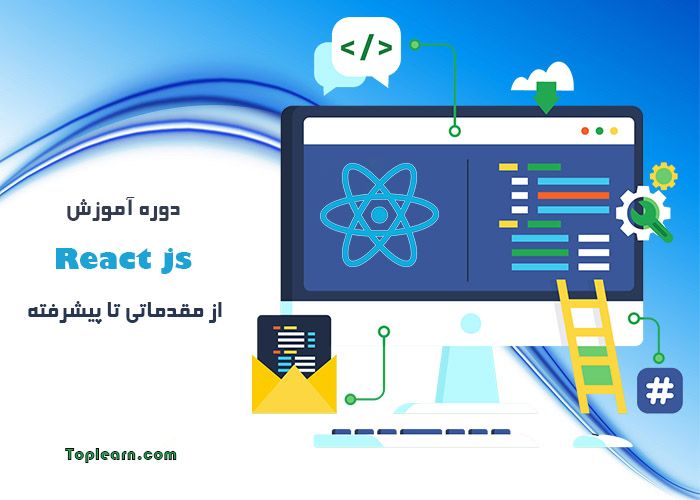 </>
دوره آموزش
React js
از مقدماتی تا پیشرفته
#
Toplearn.com